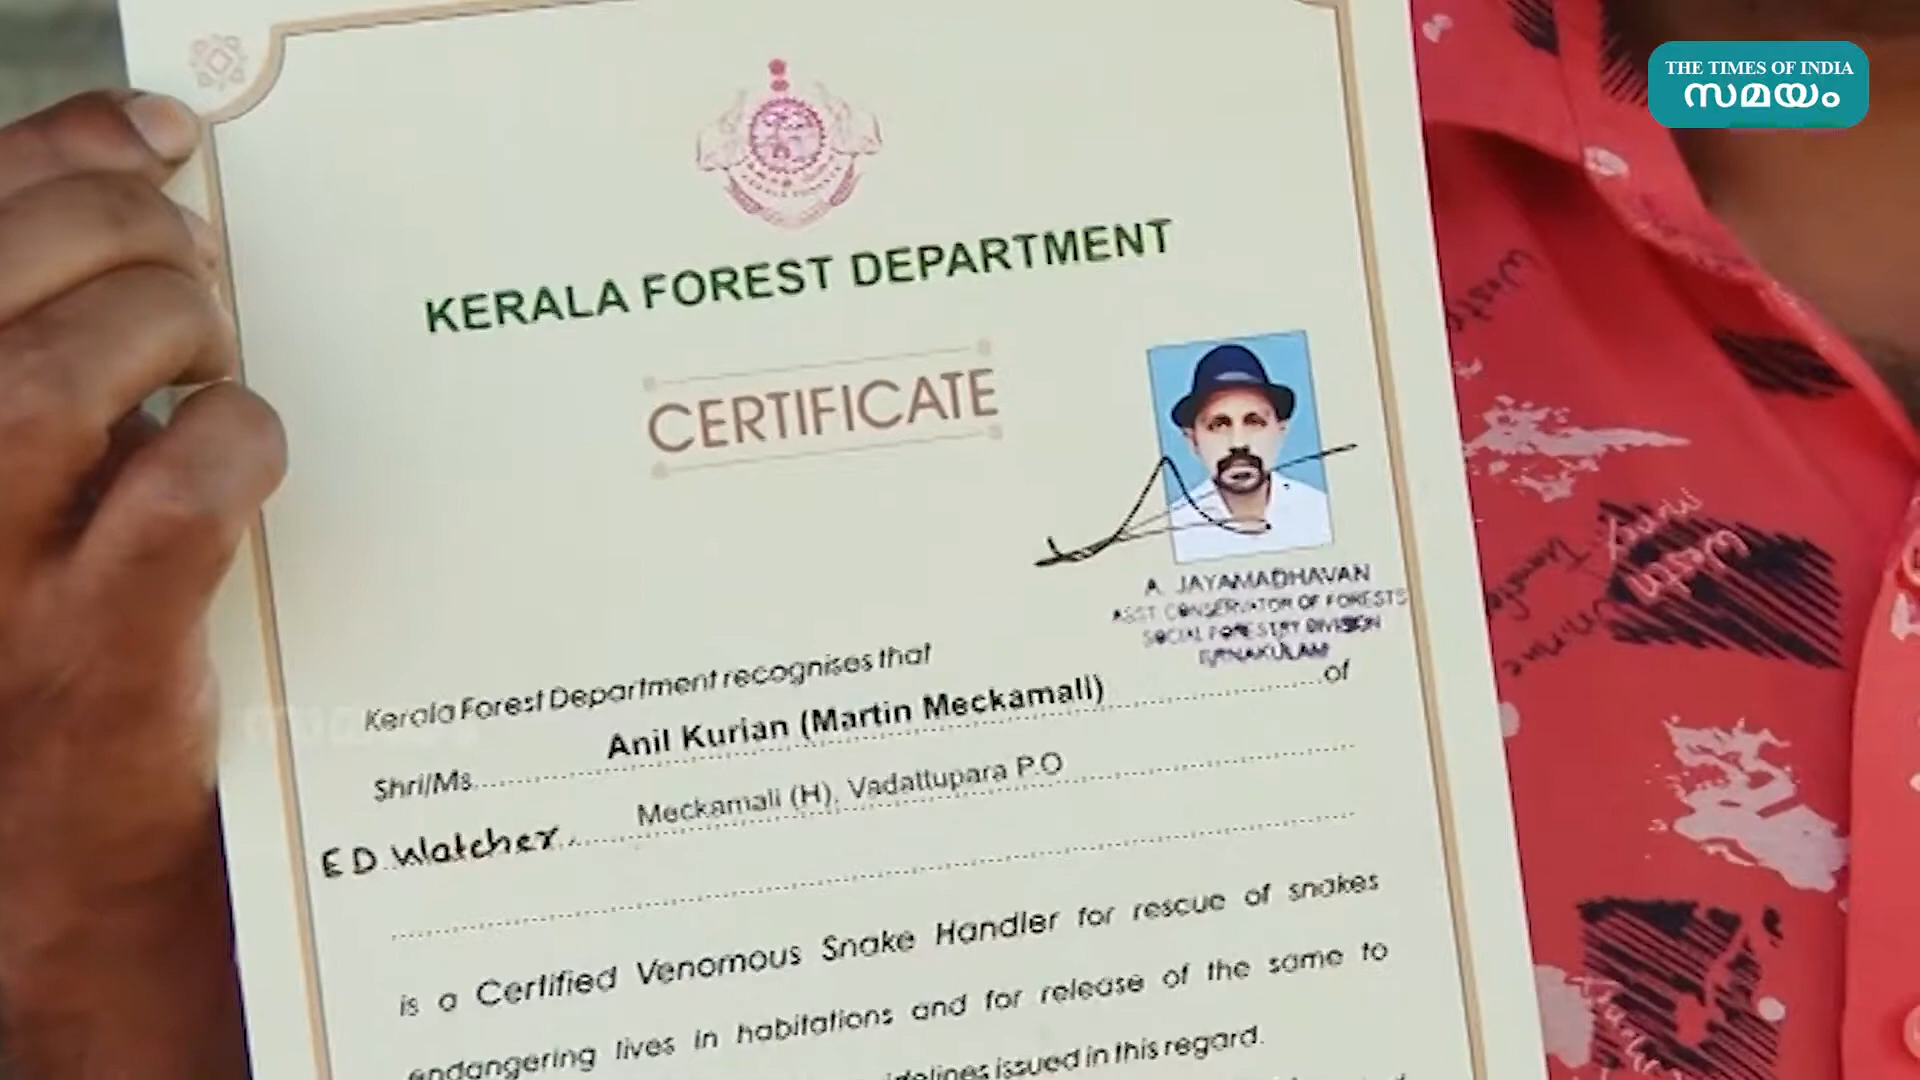 THE TIMES OF INDIA
സമയം
KERALA FOREST DEPARTMENT
CERTIFICATE
A. JAYAMADHAVAN
ASST CONSERVATOR OF FORESTS
SOCIAL FORESTRY DIVISION
ERNAKULAM
Kerala Forest Department recognises that
Shri/Ms. Anil Kurian (Martin Meckamali) of
E D Watcher. Meckamali (H), Vadattupara P.O
is a Certified Venomous Snake Handler for rescue of snakes
endangering lives in habitations and for release of the same to
issued in this regard.